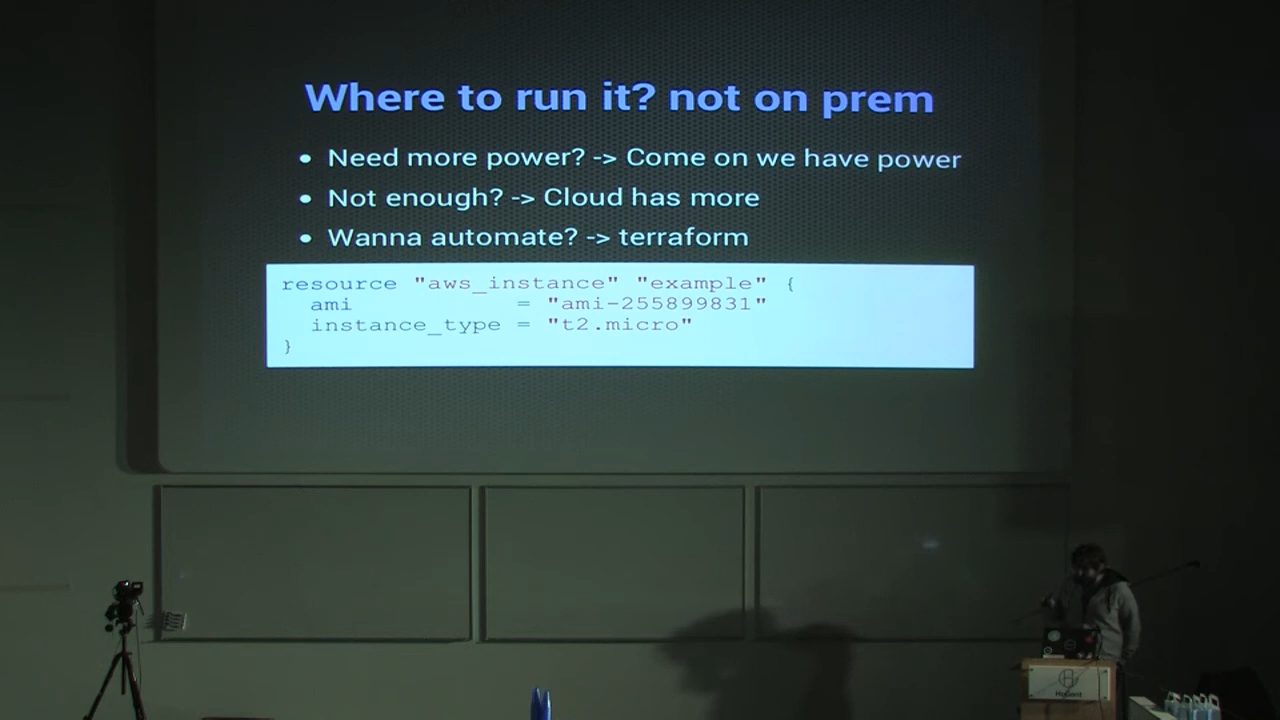 Where to run it? not on prem
• Need more power? -> Come on we have power
• Not enough? -> Cloud has more
• Wanna automate? -> terraform
resource "aws_instance" "example" {
  ami           = "ami-255899831"
  instance_type = "t2.micro"
}
HoGent